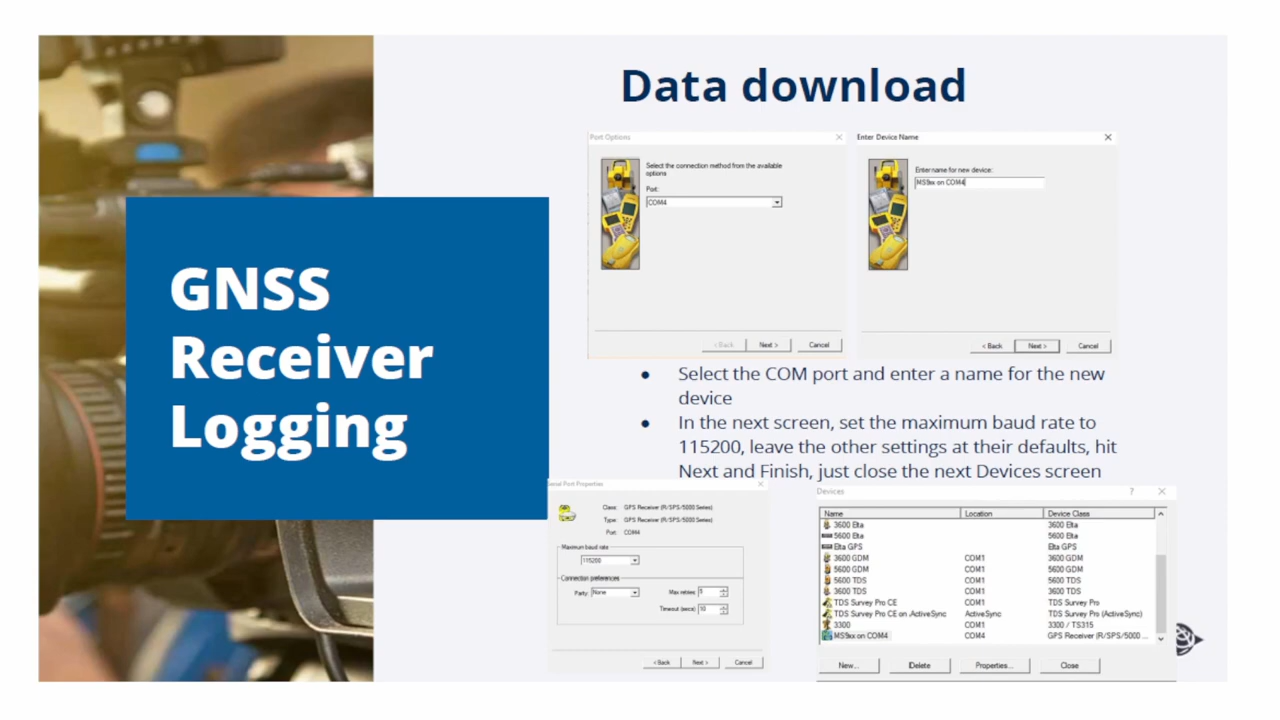 Data download
GNSS
Receiver
Logging
Port Options
Select the connection method from the available
options
Port:
COM4
< Back
Next >
Cancel
Enter Device Name
Enter name for new device:
MS9xx on COM4
< Back
Next >
Cancel
• Select the COM port and enter a name for the new
device
• In the next screen, set the maximum baud rate to
115200, leave the other settings at their defaults, hit
Next and Finish, just close the next Devices screen
Serial Port Properties
Class: GPS Receiver (R/SPS/5000 Series)
Type: GPS Receiver (R/SPS/5000 Series)
Port: COM4
Maximum baud rate
115200
Connection preferences
Parity: None
Max retries: 5
Timeout (secs): 10
< Back
Next >
Cancel
Devices
Name Location Device Class
3600 Elta 3600 Elta
5600 Elta 5600 Elta
Elta GPS Elta GPS
3600 GDM COM1 3600 GDM
5600 GDM COM1 5600 GDM
5600 TDS COM1 5600 TDS
3600 TDS COM1 3600 TDS
TDS Survey Pro CE COM1 TDS Survey Pro
TDS Survey Pro CE on ActiveSync ActiveSync TDS Survey Pro (ActiveSync)
3300 COM1 3300 / TS315
MS9xx on COM4 COM4 GPS Receiver (R/SPS/5000 ...
New...
Delete
Properties...
Close